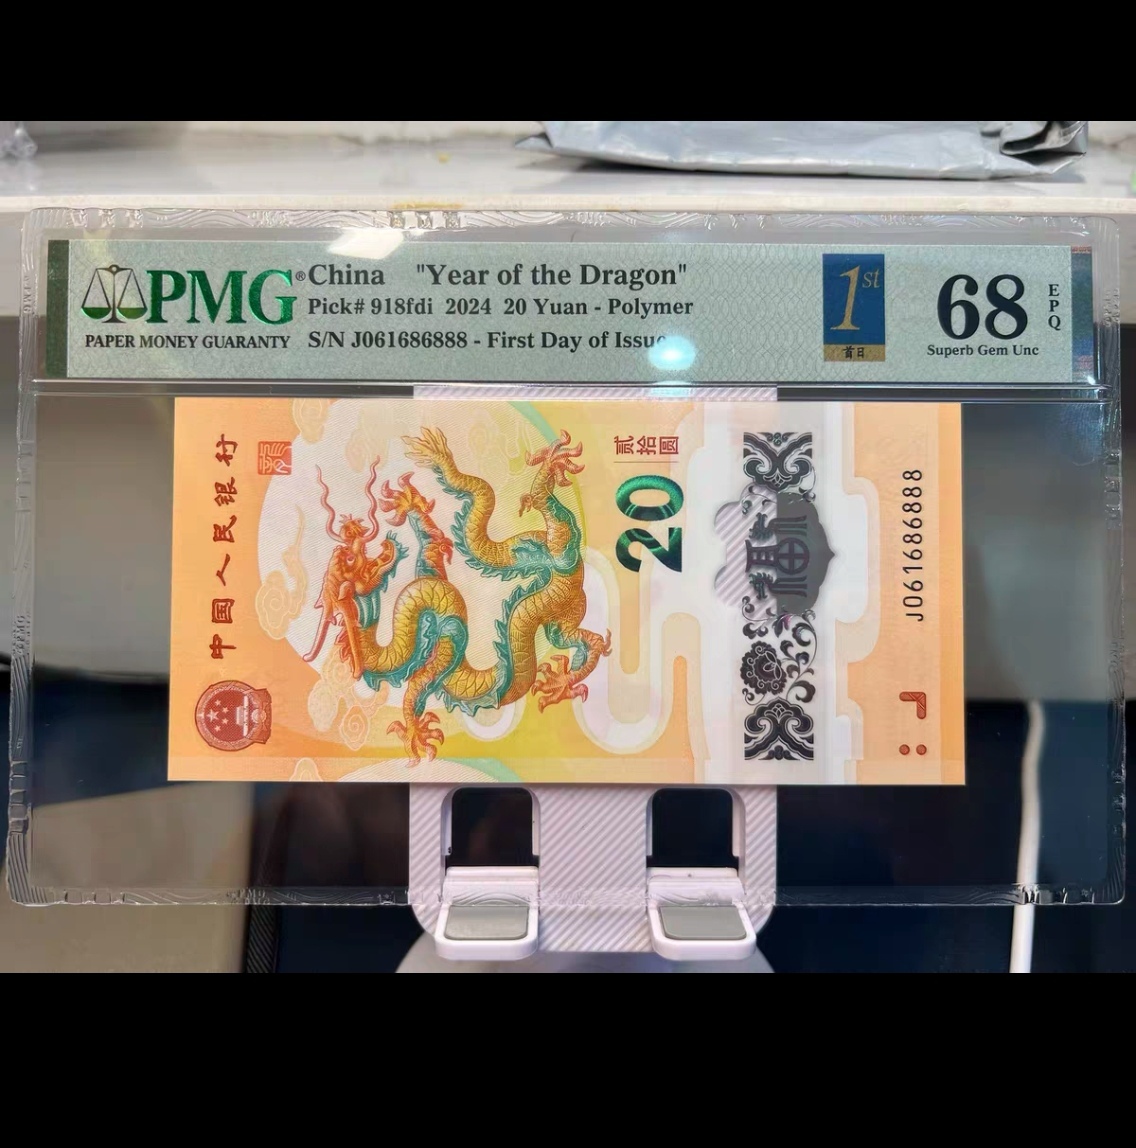 PMG®
PAPER MONEY GUARANTY
China "Year of the Dragon"
Pick# 918fdi 2024 20 Yuan - Polymer
S/N J061686888 - First Day of Issue
1st
首日
68
EPQ
Superb Gem Unc
中国人民银行
贰拾圆
20
J061686888